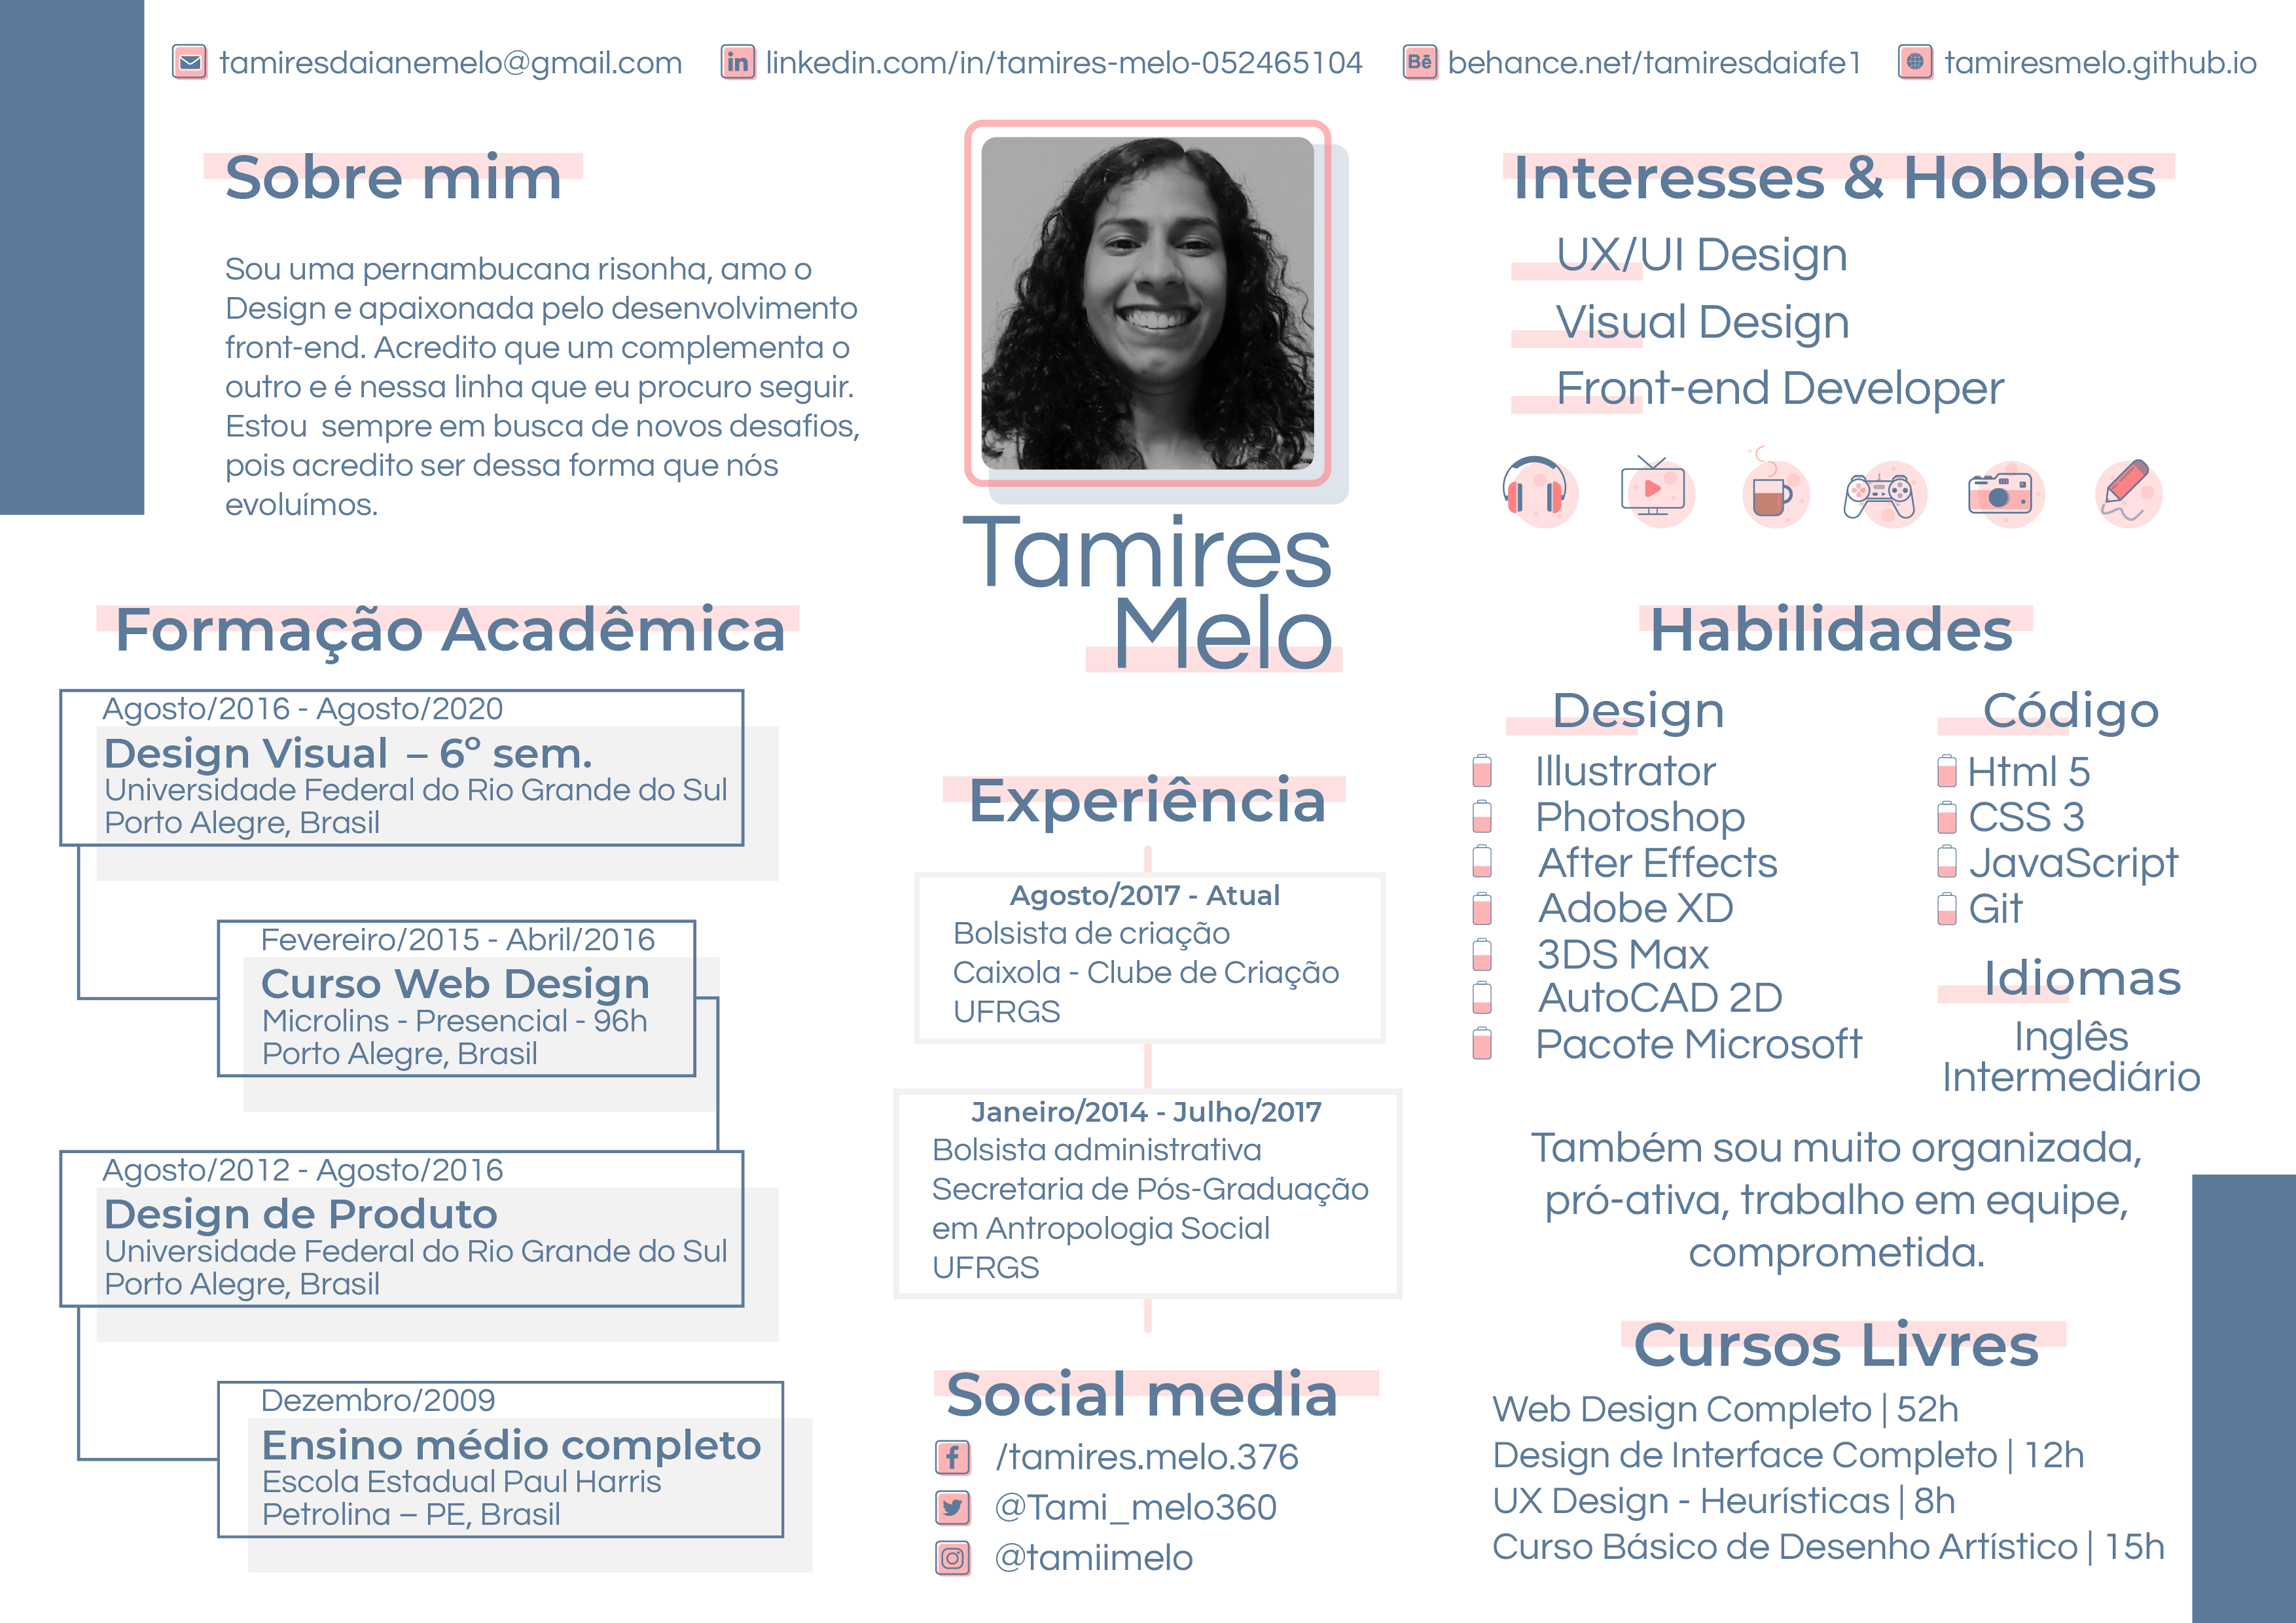 tamiresdaianemelo@gmail.com
in linkedin.com/in/tamires-melo-052465104
Bē behance.net/tamiresdaiafe1
tamiresmelo.github.io
Sobre mim
Sou uma pernambucana risonha, amo o
Design e apaixonada pelo desenvolvimento
front-end. Acredito que um complementa o
outro e é nessa linha que eu procuro seguir.
Estou sempre em busca de novos desafios,
pois acredito ser dessa forma que nós
evoluímos.
Formação Acadêmica
Agosto/2016 - Agosto/2020
Design Visual – 6º sem.
Universidade Federal do Rio Grande do Sul
Porto Alegre, Brasil
Fevereiro/2015 - Abril/2016
Curso Web Design
Microlins - Presencial - 96h
Porto Alegre, Brasil
Agosto/2012 - Agosto/2016
Design de Produto
Universidade Federal do Rio Grande do Sul
Porto Alegre, Brasil
Dezembro/2009
Ensino médio completo
Escola Estadual Paul Harris
Petrolina – PE, Brasil
Tamires
Melo
Experiência
Agosto/2017 - Atual
Bolsista de criação
Caixola - Clube de Criação
UFRGS
Janeiro/2014 - Julho/2017
Bolsista administrativa
Secretaria de Pós-Graduação
em Antropologia Social
UFRGS
Social media
/tamires.melo.376
@Tami_melo360
@tamiimelo
Interesses & Hobbies
UX/UI Design
Visual Design
Front-end Developer
Habilidades
Design
Illustrator
Photoshop
After Effects
Adobe XD
3DS Max
AutoCAD 2D
Pacote Microsoft
Código
Html 5
CSS 3
JavaScript
Git
Idiomas
Inglês
Intermediário
Também sou muito organizada,
pró-ativa, trabalho em equipe,
comprometida.
Cursos Livres
Web Design Completo | 52h
Design de Interface Completo | 12h
UX Design - Heurísticas | 8h
Curso Básico de Desenho Artístico | 15h